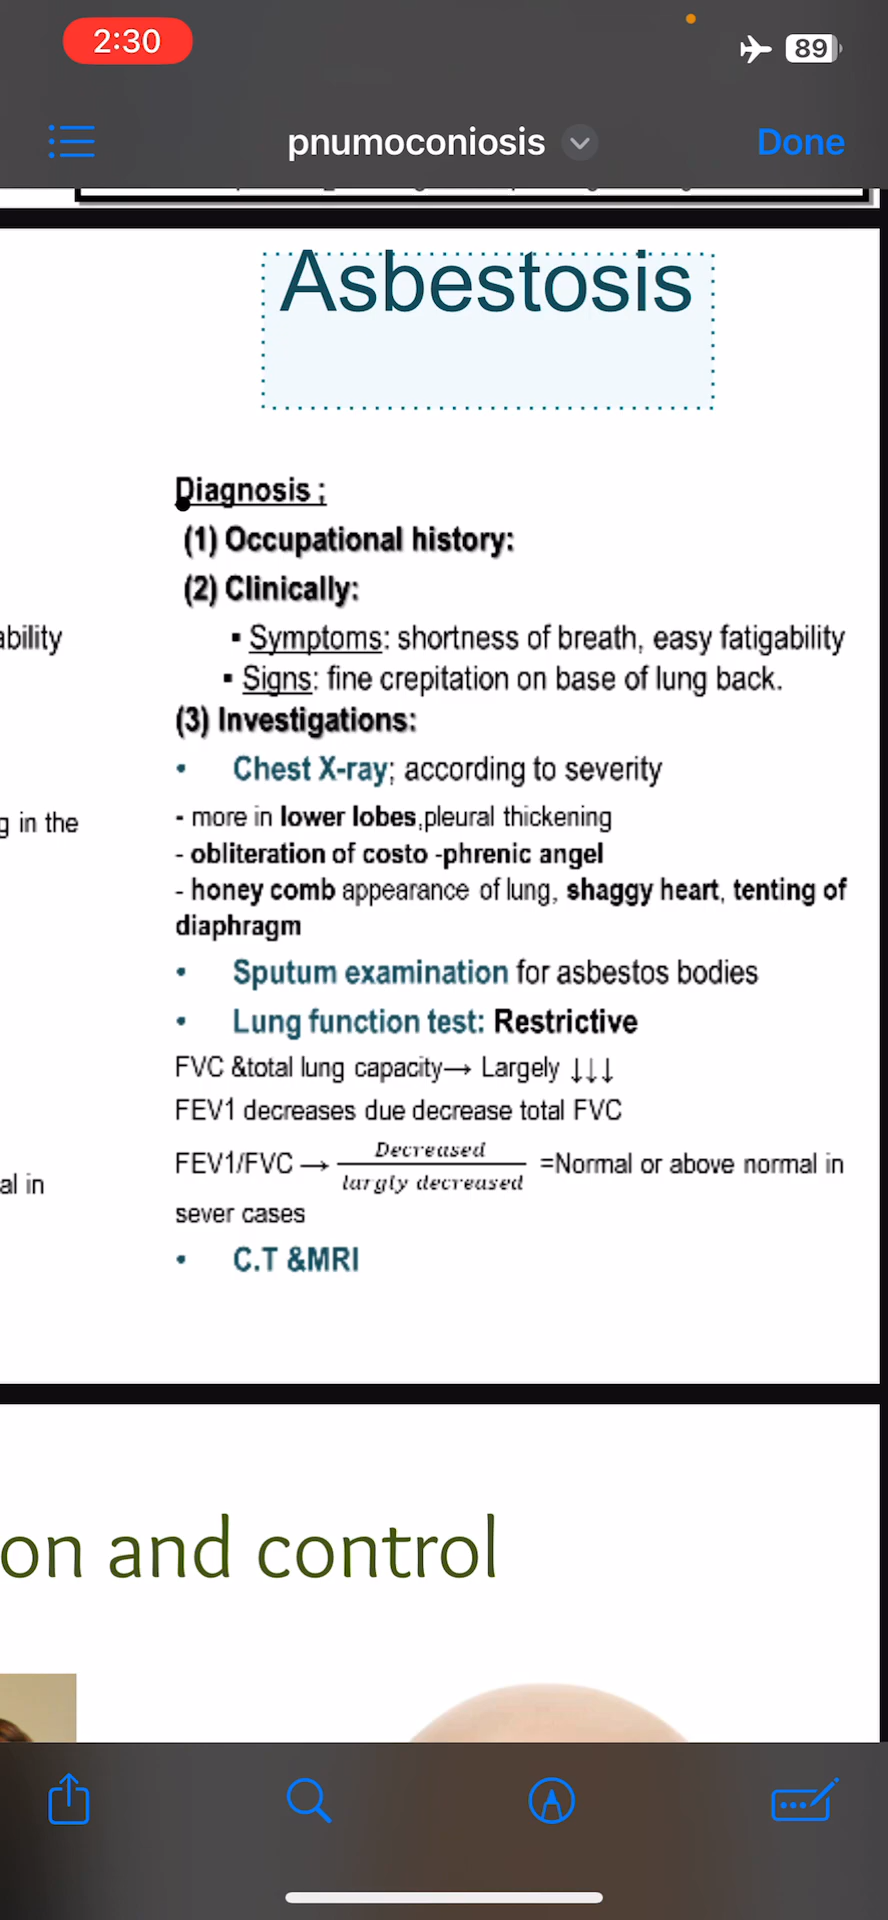 2:30
89
pnumoconiosis
Done
Asbestosis
Diagnosis ;
(1) Occupational history:
(2) Clinically:
ability
▪ Symptoms: shortness of breath, easy fatigability
▪ Signs: fine crepitation on base of lung back.
(3) Investigations:
• Chest X-ray; according to severity
g in the
- more in lower lobes,pleural thickening
- obliteration of costo -phrenic angel
- honey comb appearance of lung, shaggy heart, tenting of
diaphragm
• Sputum examination for asbestos bodies
• Lung function test: Restrictive
FVC &total lung capacity→ Largely ↓↓↓
FEV1 decreases due decrease total FVC
FEV1/FVC → Decreased / largly decreased =Normal or above normal in
al in
sever cases
• C.T &MRI
on and control